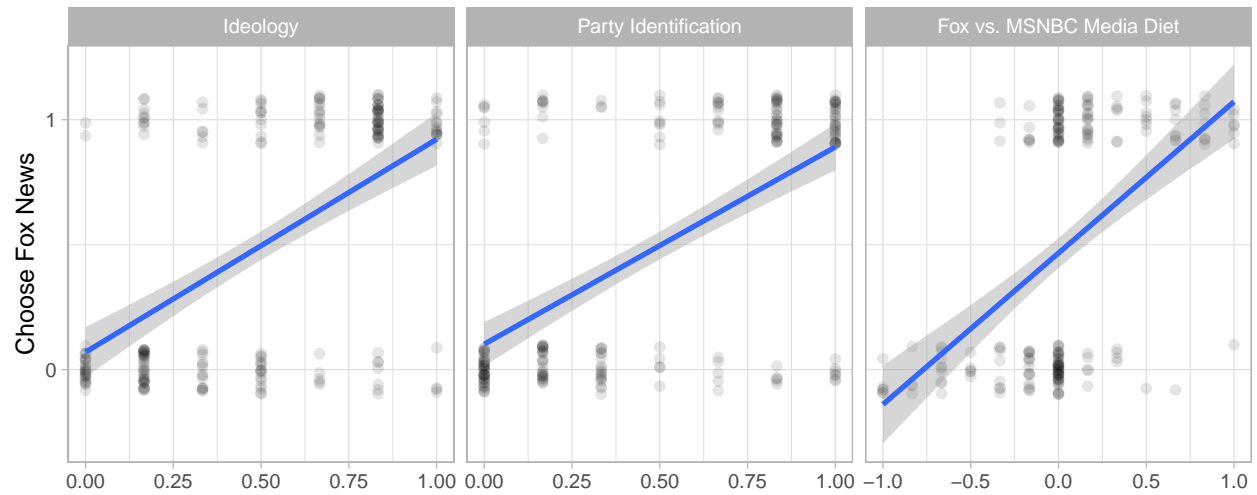 Ideology
Party Identification
Fox vs. MSNBC Media Diet
Choose Fox News
1
0
0.00 0.25 0.50 0.75 1.00
0.00 0.25 0.50 0.75 1.00
−1.0 −0.5 0.0 0.5 1.0